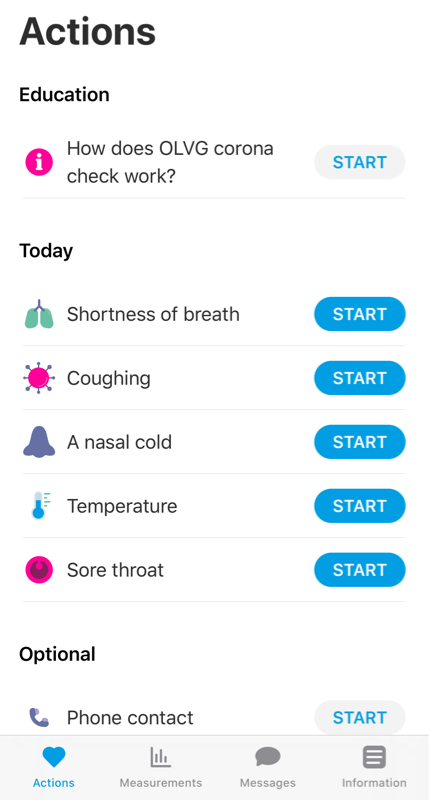 Actions
Education
How does OLVG corona
check work?
START
Today
Shortness of breath
START
Coughing
START
A nasal cold
START
Temperature
START
Sore throat
START
Optional
Phone contact
START
Actions
Measurements
Messages
Information